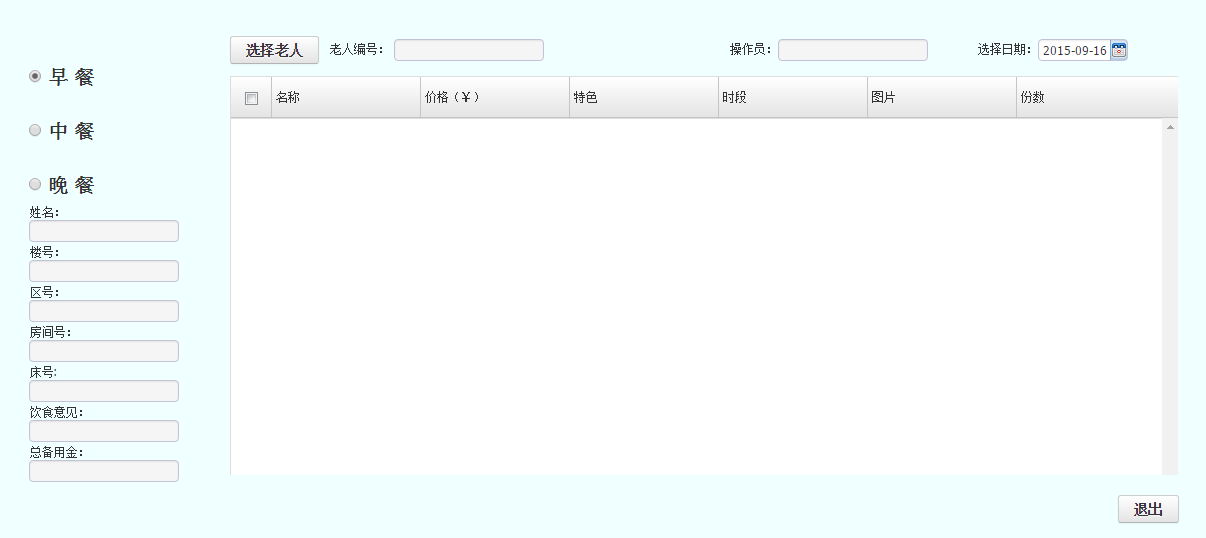 选择老人 老人编号： 操作员： 选择日期： 2015-09-16
早 餐
中 餐
晚 餐
姓名：
楼号：
区号：
房间号：
床号:
饮食意见：
总备用金：
名称 价格（￥） 特色 时段 图片 份数
退出